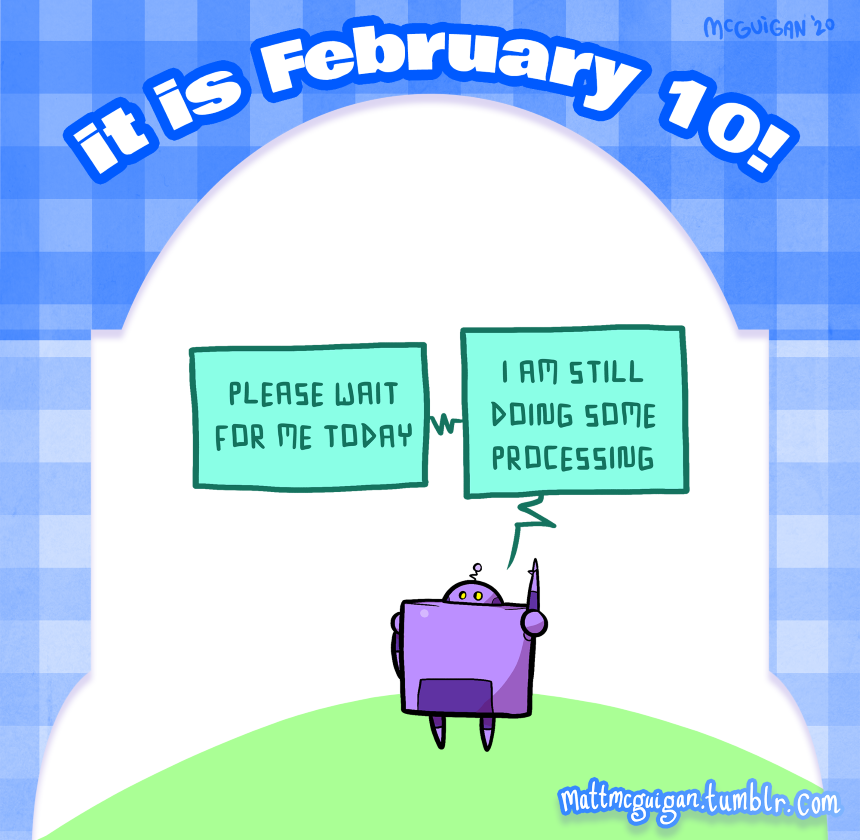 McGUiGAN '20
it is February 10!
PLEASE WAIT
FOR ME TODAY
I AM STILL
DOING SOME
PROCESSING
mattmcguigan.tumblr.com